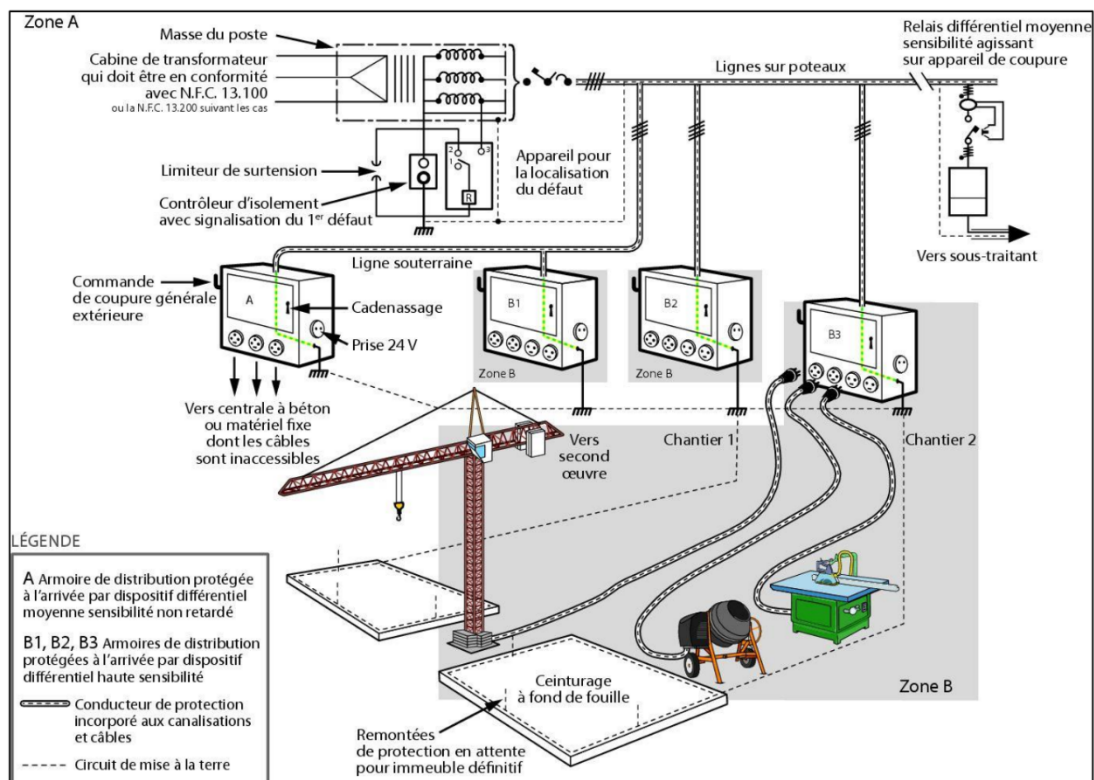 Zone A
Masse du poste
Cabine de transformateur
qui doit être en conformité
avec N.F.C. 13.100
ou la N.F.C. 13.200 suivant les cas
Lignes sur poteaux
Relais différentiel moyenne
sensibilité agissant
sur appareil de coupure
2
3
1
R
Limiteur de surtension
Contrôleur d'isolement
avec signalisation du 1er défaut
Appareil pour
la localisation
du défaut
Vers sous-traitant
Ligne souterraine
Commande
de coupure générale
extérieure
A
Cadenassage
Prise 24 V
B1
Zone B
B2
Zone B
B3
Vers centrale à béton
ou matériel fixe
dont les câbles
sont inaccessibles
Vers
second
œuvre
Chantier 1
Chantier 2
LÉGENDE
A Armoire de distribution protégée
à l'arrivée par dispositif différentiel
moyenne sensibilité non retardé
B1, B2, B3 Armoires de distribution
protégées à l'arrivée par dispositif
différentiel haute sensibilité
Conducteur de protection
incorporé aux canalisations
et câbles
Circuit de mise à la terre
Ceinturage
à fond de fouille
Zone B
Remontées
de protection en attente
pour immeuble définitif